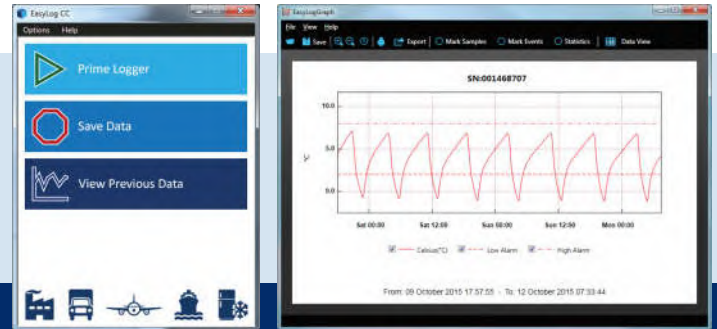 EasyLog CC
Options Help
Prime Logger
Save Data
View Previous Data
EasyLogGraph
File View Help
Save Export Mark Samples Mark Events Statistics Data View
SN:001468707
10.0
5.0
0.0
°C
Sat 00:00 Sat 12:00 Sun 00:00 Sun 12:00 Mon 00:00
Celsius(°C) Low Alarm High Alarm
From: 09 October 2015 17:57:55 - To: 12 October 2015 07:33:44